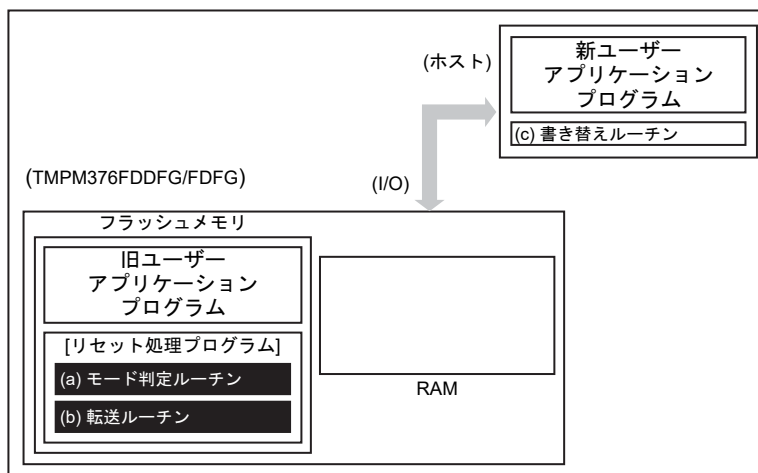 (ホスト)
新ユーザー
アプリケーション
プログラム
(c) 書き替えルーチン
(TMPM376FDDFG/FDFG)
(I/O)
フラッシュメモリ
旧ユーザー
アプリケーション
プログラム
[リセット処理プログラム]
(a) モード判定ルーチン
(b) 転送ルーチン
RAM